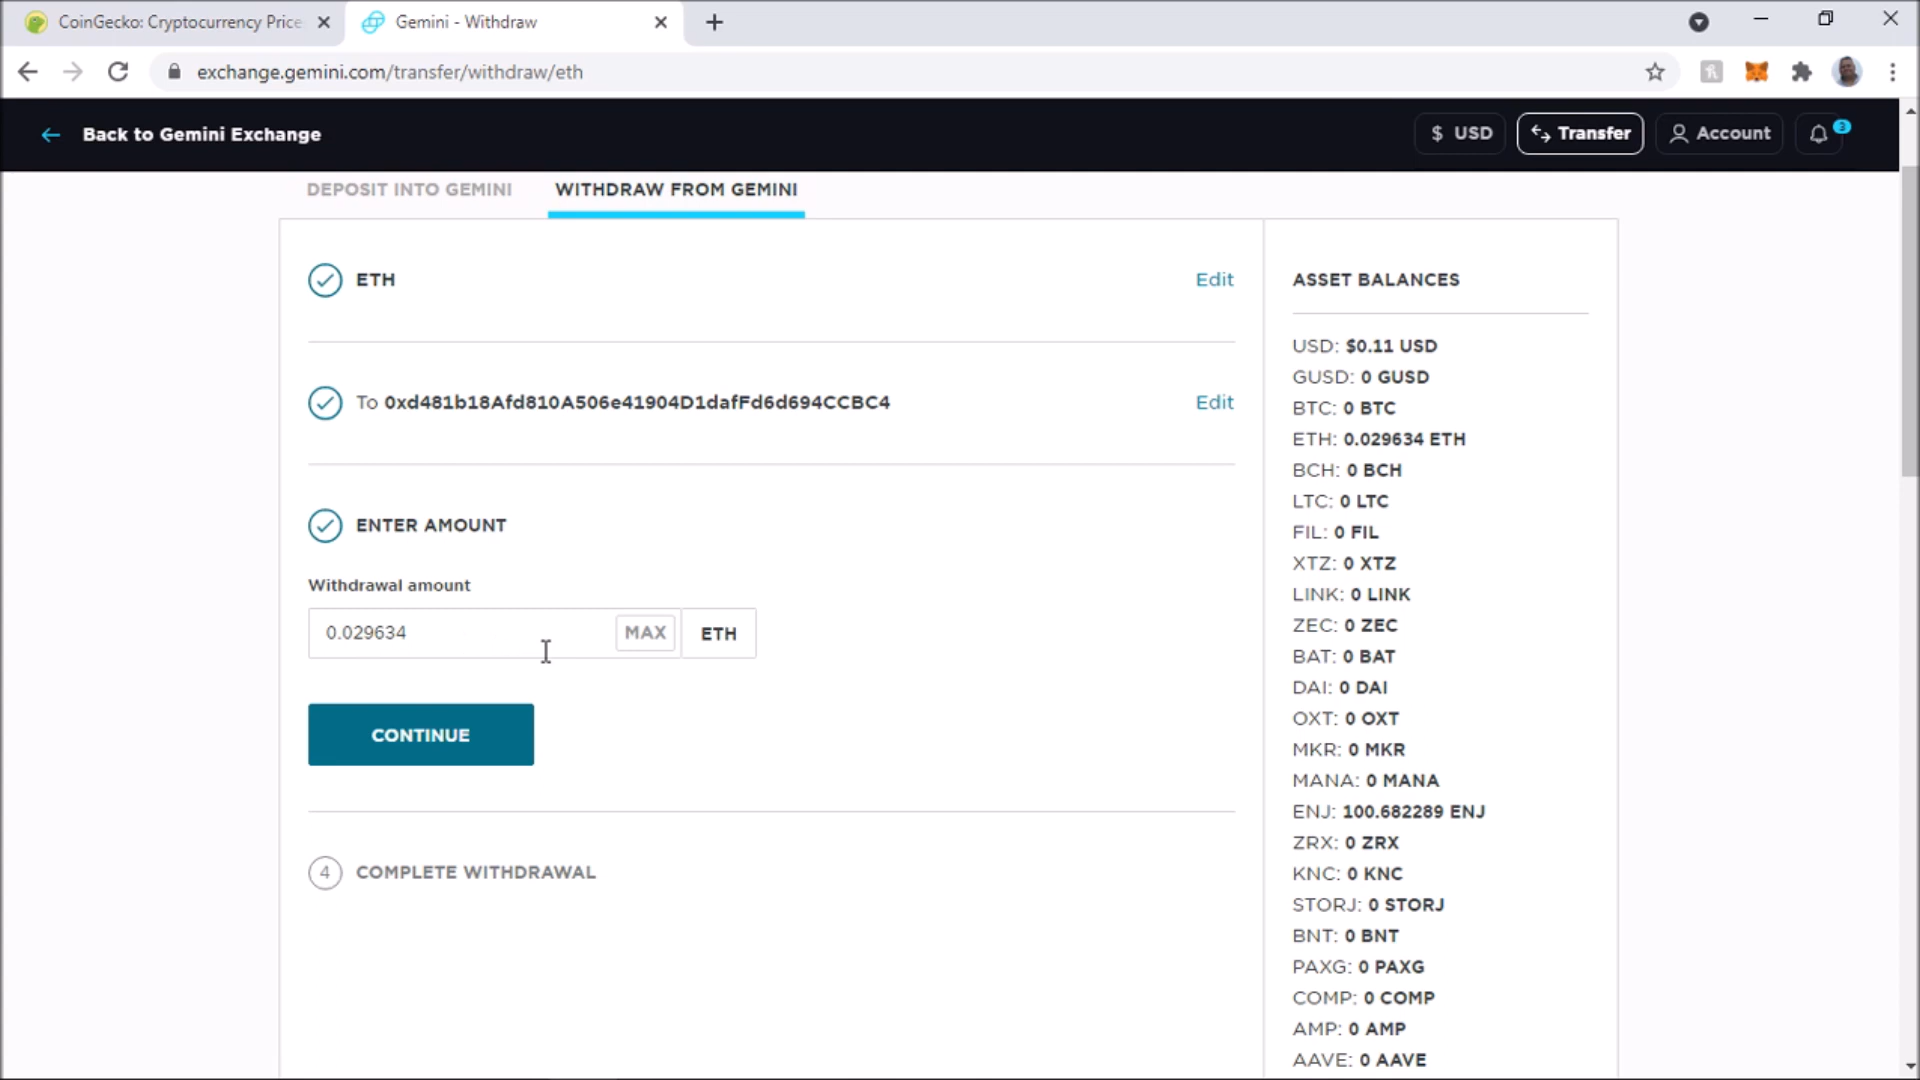 CoinGecko: Cryptocurrency Price
Gemini - Withdraw
exchange.gemini.com/transfer/withdraw/eth
Back to Gemini Exchange
$ USD
Transfer
Account
3
DEPOSIT INTO GEMINI
WITHDRAW FROM GEMINI
ETH
Edit
To 0xd481b18Afd810A506e41904D1dafFd6d694CCBC4
Edit
ENTER AMOUNT
Withdrawal amount
0.029634
MAX
ETH
CONTINUE
4 COMPLETE WITHDRAWAL
ASSET BALANCES
USD: $0.11 USD
GUSD: 0 GUSD
BTC: 0 BTC
ETH: 0.029634 ETH
BCH: 0 BCH
LTC: 0 LTC
FIL: 0 FIL
XTZ: 0 XTZ
LINK: 0 LINK
ZEC: 0 ZEC
BAT: 0 BAT
DAI: 0 DAI
OXT: 0 OXT
MKR: 0 MKR
MANA: 0 MANA
ENJ: 100.682289 ENJ
ZRX: 0 ZRX
KNC: 0 KNC
STORJ: 0 STORJ
BNT: 0 BNT
PAXG: 0 PAXG
COMP: 0 COMP
AMP: 0 AMP
AAVE: 0 AAVE